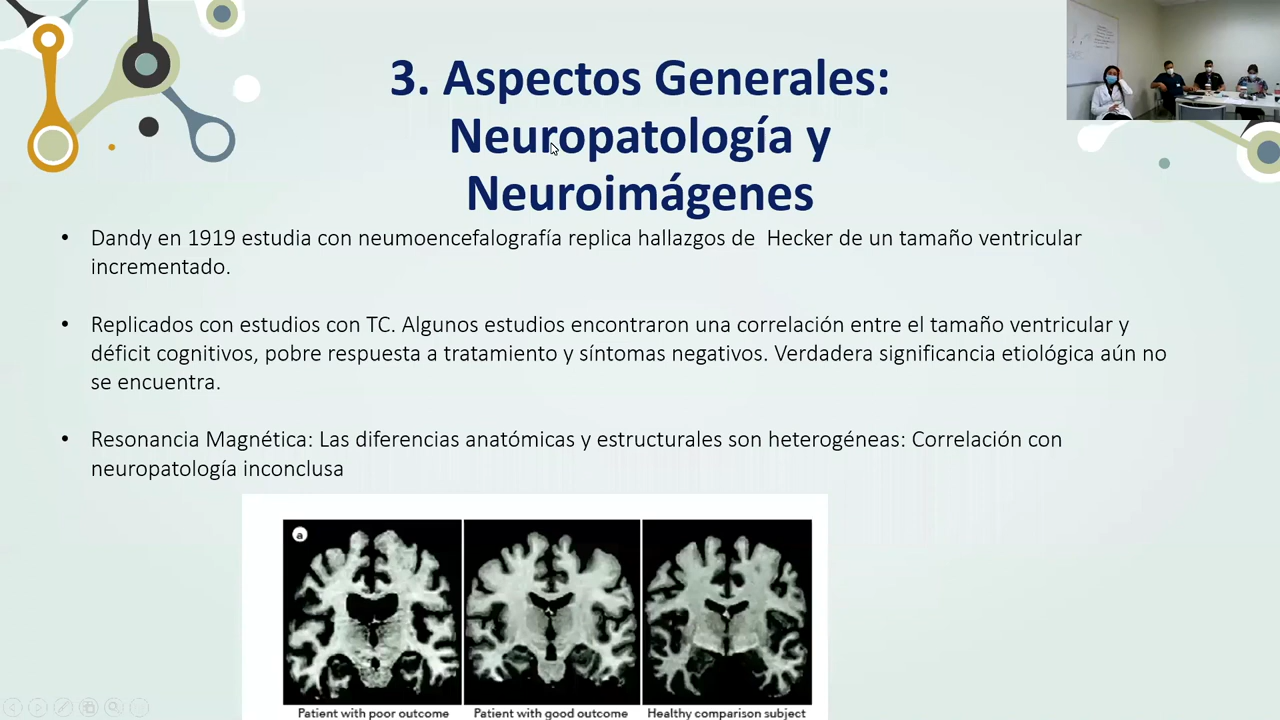 3. Aspectos Generales:
Neuropatología y
Neuroimágenes
• Dandy en 1919 estudia con neumoencefalografía replica hallazgos de Hecker de un tamaño ventricular
incrementado.
• Replicados con estudios con TC. Algunos estudios encontraron una correlación entre el tamaño ventricular y
déficit cognitivos, pobre respuesta a tratamiento y síntomas negativos. Verdadera significancia etiológica aún no
se encuentra.
• Resonancia Magnética: Las diferencias anatómicas y estructurales son heterogéneas: Correlación con
neuropatología inconclusa
a
Patient with poor outcome
Patient with good outcome
Healthy comparison subject